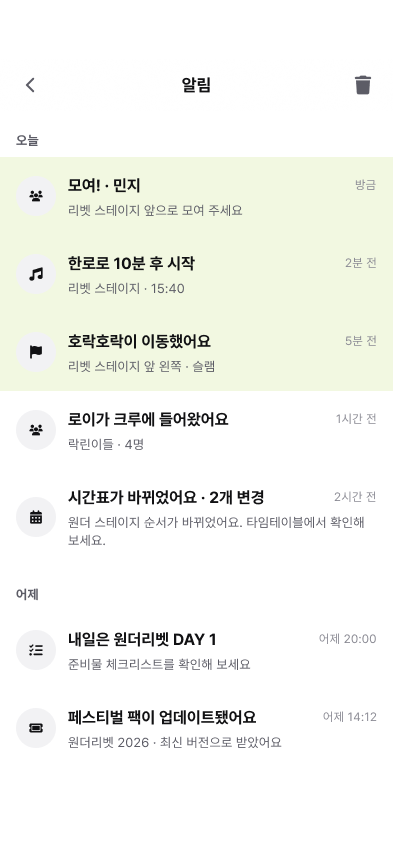 알림
오늘
모여! · 민지
방금
리벳 스테이지 앞으로 모여 주세요
한로로 10분 후 시작
2분 전
리벳 스테이지 · 15:40
호락호락이 이동했어요
5분 전
리벳 스테이지 앞 왼쪽 · 슬램
로이가 크루에 들어왔어요
1시간 전
락린이들 · 4명
시간표가 바뀌었어요 · 2개 변경
2시간 전
원더 스테이지 순서가 바뀌었어요. 타임테이블에서 확인해
보세요.
어제
내일은 원더리벳 DAY 1
어제 20:00
준비물 체크리스트를 확인해 보세요
페스티벌 팩이 업데이트됐어요
어제 14:12
원더리벳 2026 · 최신 버전으로 받았어요